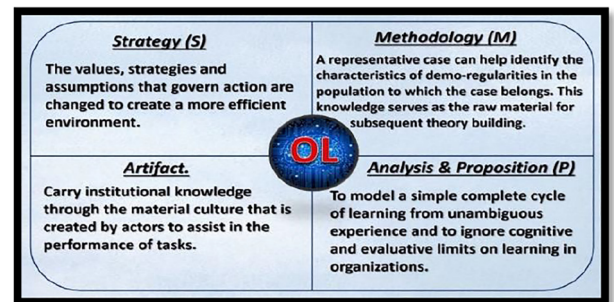 Strategy (S)
The values, strategies and
assumptions that govern action are
changed to create a more efficient
environment.
Methodology (M)
A representative case can help identify the
characteristics of demo-regularities in the
population to which the case belongs. This
knowledge serves as the raw material for
subsequent theory building.
OL
Artifact.
Carry institutional knowledge
through the material culture that is
created by actors to assist in the
performance of tasks.
Analysis & Proposition (P)
To model a simple complete cycle
of learning from unambiguous
experience and to ignore cognitive
and evaluative limits on learning in
organizations.